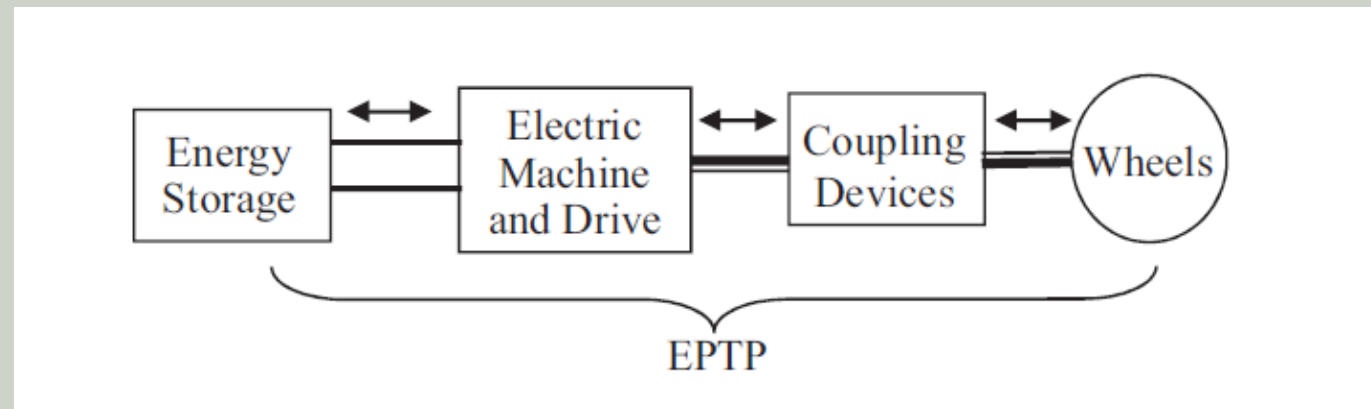 Energy
Storage
Electric
Machine
and Drive
Coupling
Devices
Wheels
EPTP